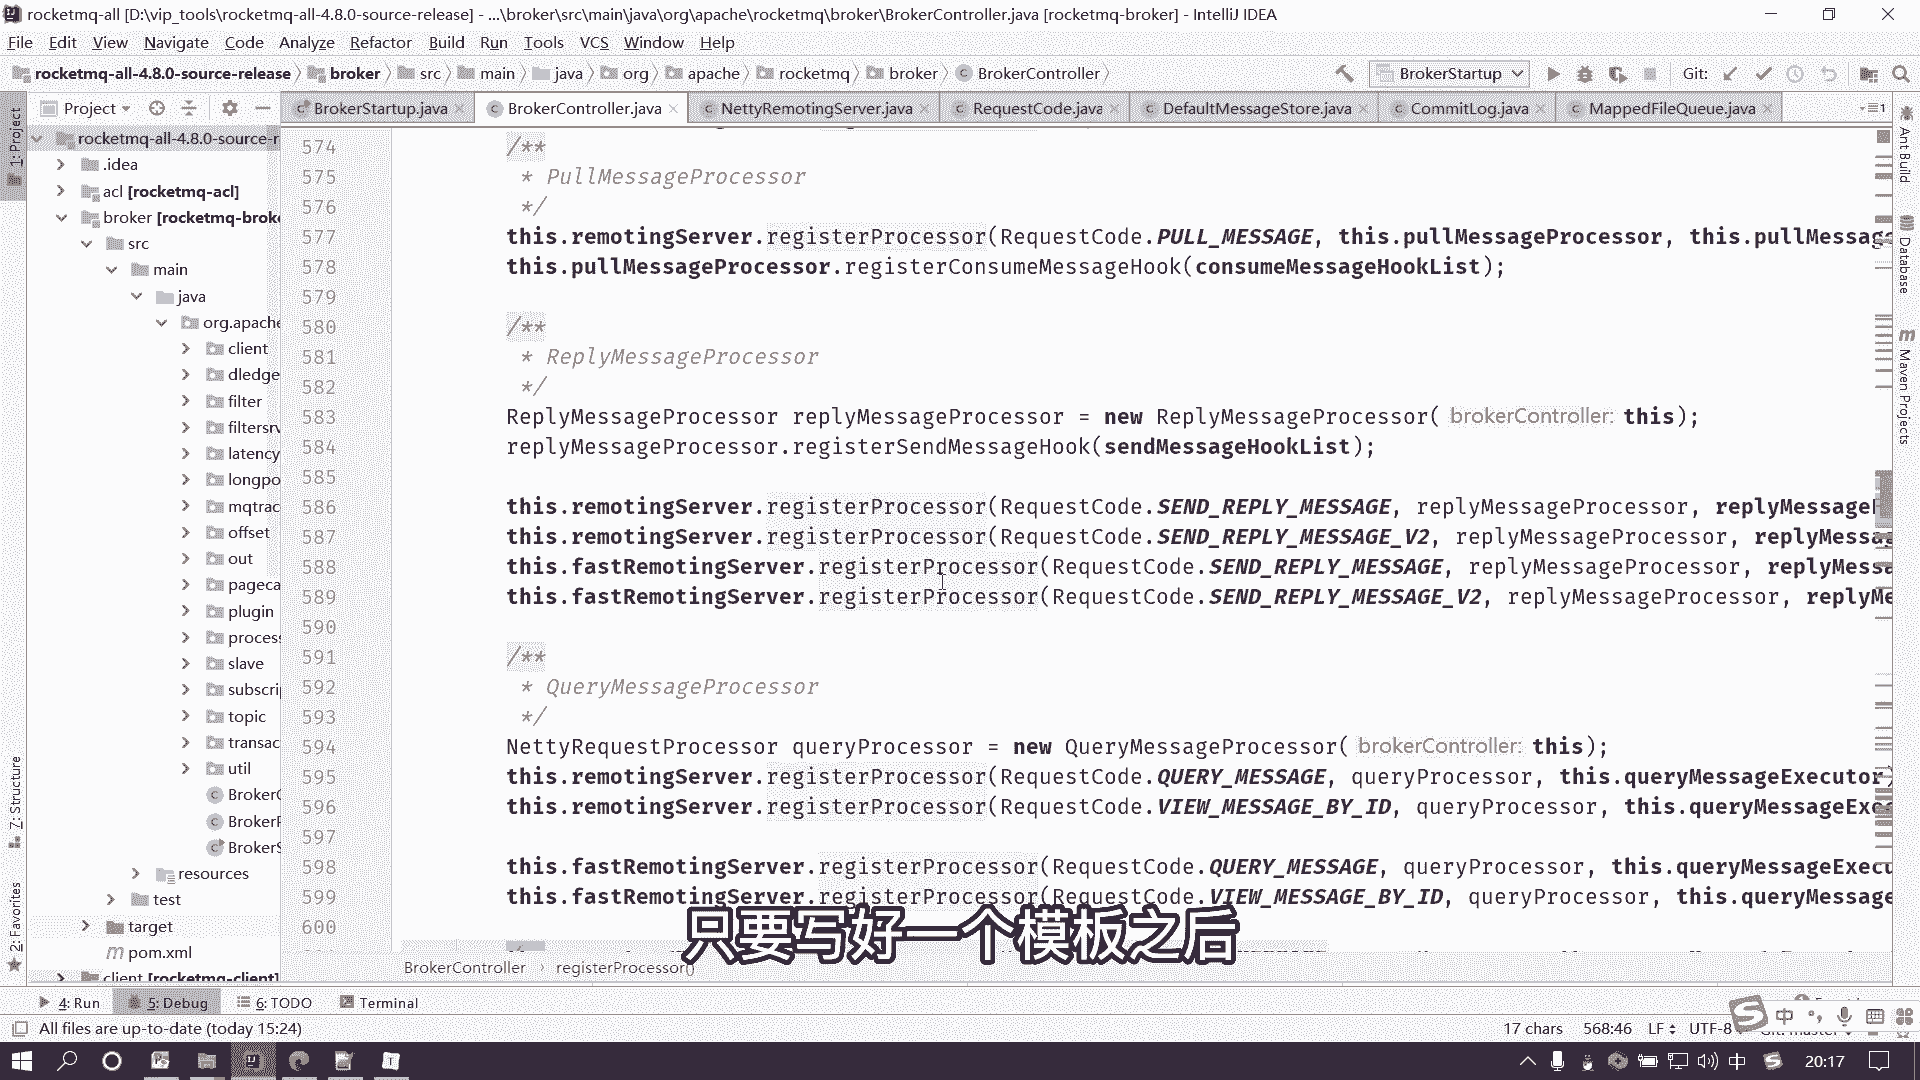 rocketmq-all [D:\vip_tools\rocketmq-all-4.8.0-source-release] - ...\broker\src\main\java\org\apache\rocketmq\broker\BrokerController.java [rocketmq-broker] - IntelliJ IDEA
File Edit View Navigate Code Analyze Refactor Build Run Tools VCS Window Help
rocketmq-all-4.8.0-source-release broker src main java org apache rocketmq broker BrokerController BrokerStartup Git:
Project BrokerStartup.java BrokerController.java NettyRemotingServer.java RequestCode.java DefaultMessageStore.java CommitLog.java MappedFileQueue.java
1: Project
7: Structure
2: Favorites
rocketmq-all-4.8.0-source-r
.idea
acl [rocketmq-acl]
broker [rocketmq-broke
src
main
java
org.apache
client
dledge
filter
filtersrv
latency
longpo
mqtrac
offset
out
pageca
plugin
process
slave
subscri
topic
transac
util
BrokerC
BrokerP
BrokerS
resources
test
target
pom.xml
client [rocketmq-client]
574 /**
575 * PullMessageProcessor
576 */
577 this.remotingServer.registerProcessor(RequestCode.PULL_MESSAGE, this.pullMessageProcessor, this.pullMessage
578 this.pullMessageProcessor.registerConsumeMessageHook(consumeMessageHookList);
579
580 /**
581 * ReplyMessageProcessor
582 */
583 ReplyMessageProcessor replyMessageProcessor = new ReplyMessageProcessor( brokerController: this);
584 replyMessageProcessor.registerSendMessageHook(sendMessageHookList);
585
586 this.remotingServer.registerProcessor(RequestCode.SEND_REPLY_MESSAGE, replyMessageProcessor, replyMessage
587 this.remotingServer.registerProcessor(RequestCode.SEND_REPLY_MESSAGE_V2, replyMessageProcessor, replyMessa
588 this.fastRemotingServer.registerProcessor(RequestCode.SEND_REPLY_MESSAGE, replyMessageProcessor, replyMessa
589 this.fastRemotingServer.registerProcessor(RequestCode.SEND_REPLY_MESSAGE_V2, replyMessageProcessor, replyMe
590
591 /**
592 * QueryMessageProcessor
593 */
594 NettyRequestProcessor queryProcessor = new QueryMessageProcessor( brokerController: this);
595 this.remotingServer.registerProcessor(RequestCode.QUERY_MESSAGE, queryProcessor, this.queryMessageExecutor)
596 this.remotingServer.registerProcessor(RequestCode.VIEW_MESSAGE_BY_ID, queryProcessor, this.queryMessageExe
597
598 this.fastRemotingServer.registerProcessor(RequestCode.QUERY_MESSAGE, queryProcessor, this.queryMessageExecu
599 this.fastRemotingServer.registerProcessor(RequestCode.VIEW_MESSAGE_BY_ID, queryProcessor, this.queryMessage
600
只要写好一个模板之后
BrokerController registerProcessor()
Ant Build
Database
Maven Projects
4: Run 5: Debug 6: TODO Terminal
All files are up-to-date (today 15:24) 17 chars 568:46 LF UTF-8
中
中 20:17